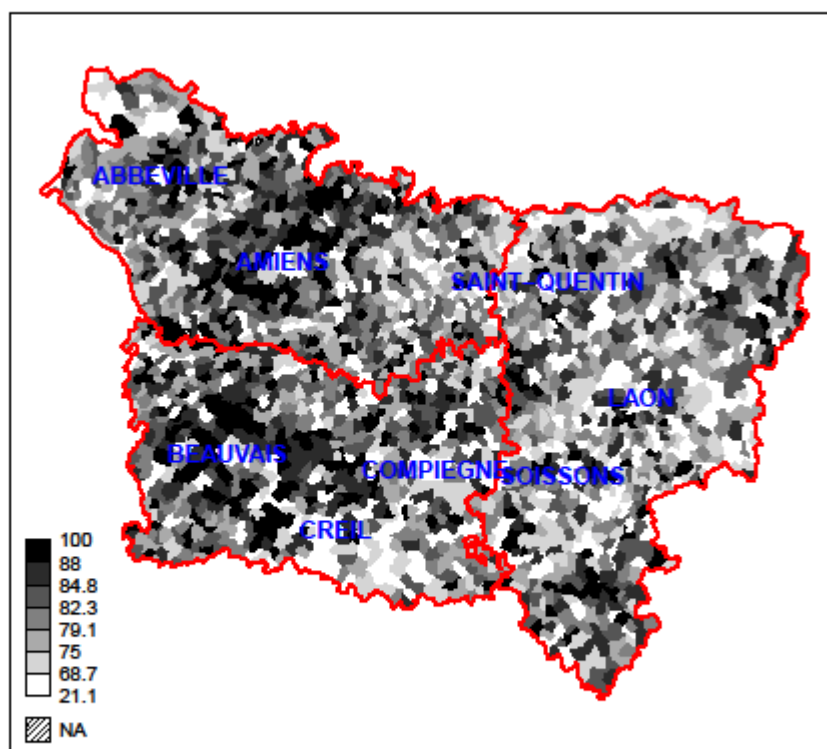 ABBEVILLE
AMIENS
SAINT−QUENTIN
LAON
BEAUVAIS
COMPIEGNE
SOISSONS
CREIL
100
88
84.8
82.3
79.1
75
68.7
21.1
NA